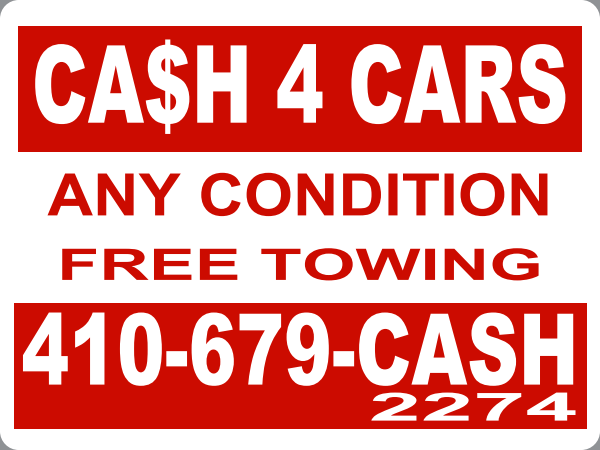 CA$H 4 CARS
ANY CONDITION
FREE TOWING
410-679-CASH
2274